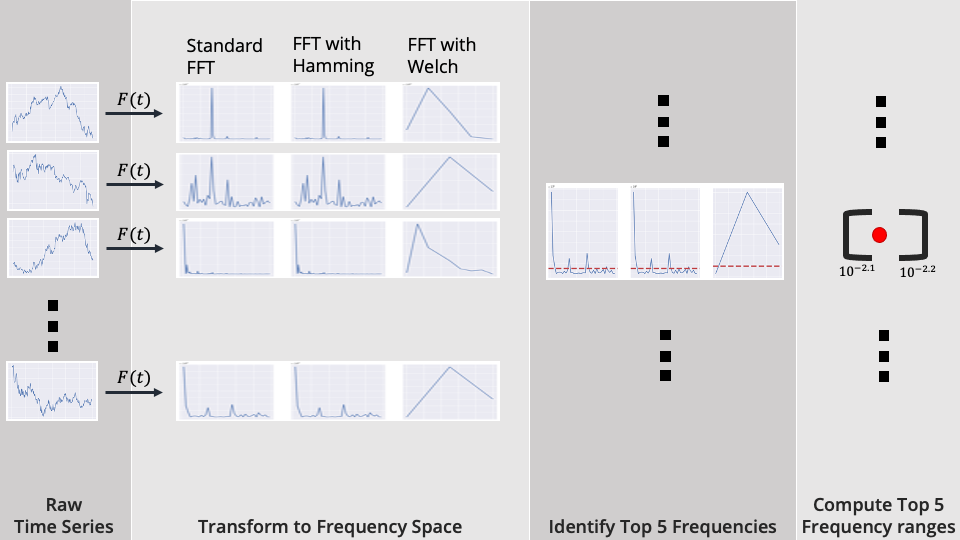 Standard
FFT
FFT with
Hamming
FFT with
Welch
F(t)
F(t)
F(t)
F(t)
10^−2.1
10^−2.2
Raw
Time Series
Transform to Frequency Space
Identify Top 5 Frequencies
Compute Top 5
Frequency ranges